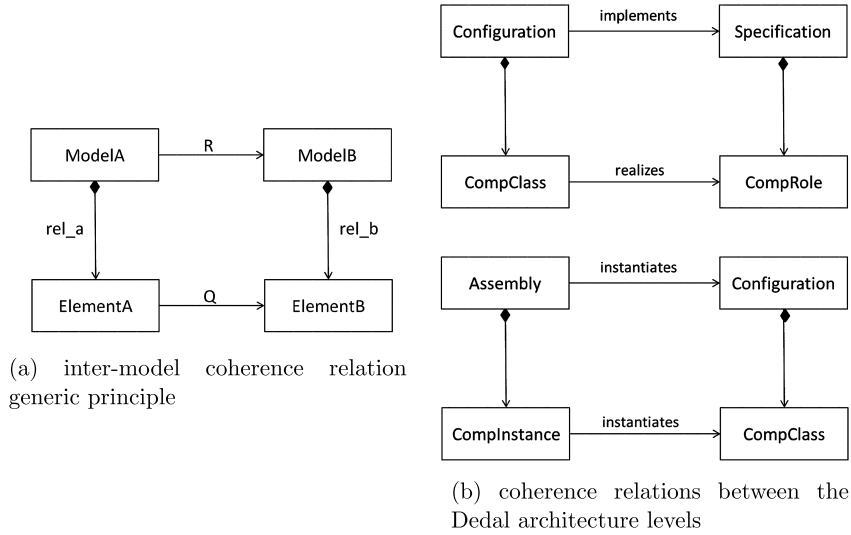 ModelA
R
ModelB
rel_a
rel_b
ElementA
Q
ElementB
(a) inter-model coherence relation
generic principle
Configuration
implements
Specification
CompClass
realizes
CompRole
Assembly
instantiates
Configuration
CompInstance
instantiates
CompClass
(b) coherence relations between the
Dedal architecture levels